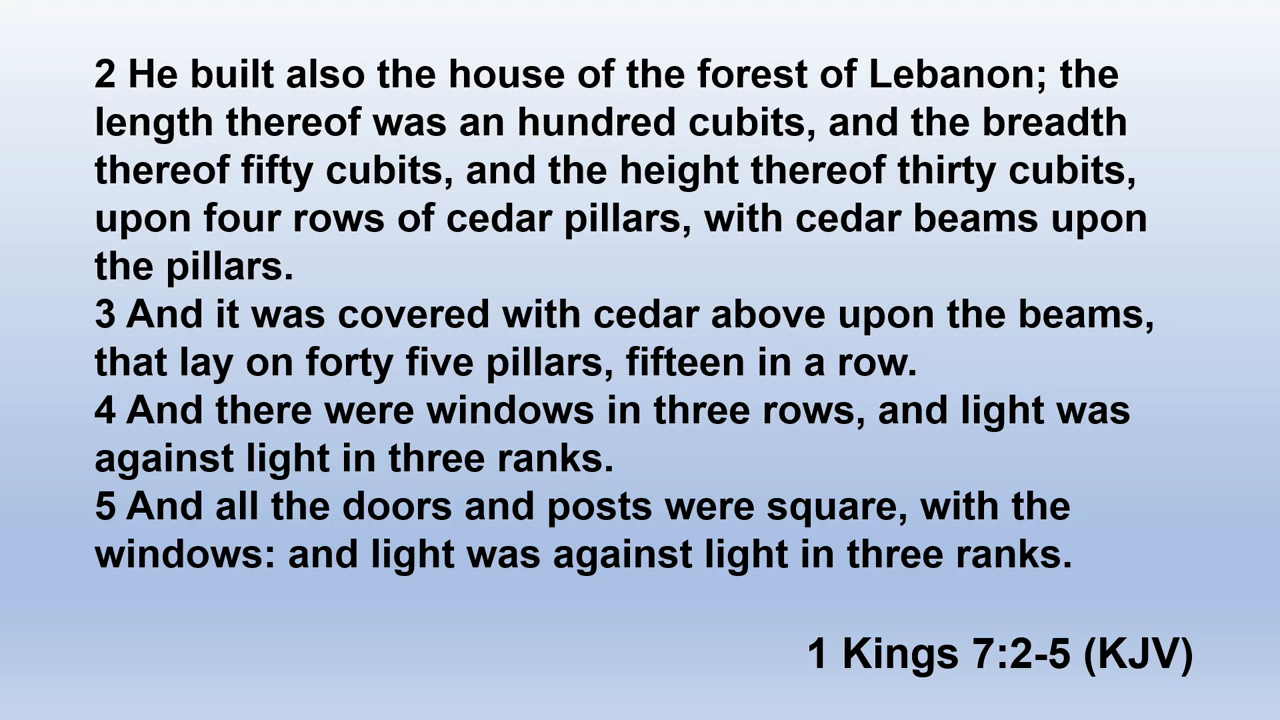 2 He built also the house of the forest of Lebanon; the
length thereof was an hundred cubits, and the breadth
thereof fifty cubits, and the height thereof thirty cubits,
upon four rows of cedar pillars, with cedar beams upon
the pillars.
3 And it was covered with cedar above upon the beams,
that lay on forty five pillars, fifteen in a row.
4 And there were windows in three rows, and light was
against light in three ranks.
5 And all the doors and posts were square, with the
windows: and light was against light in three ranks.
1 Kings 7:2-5 (KJV)